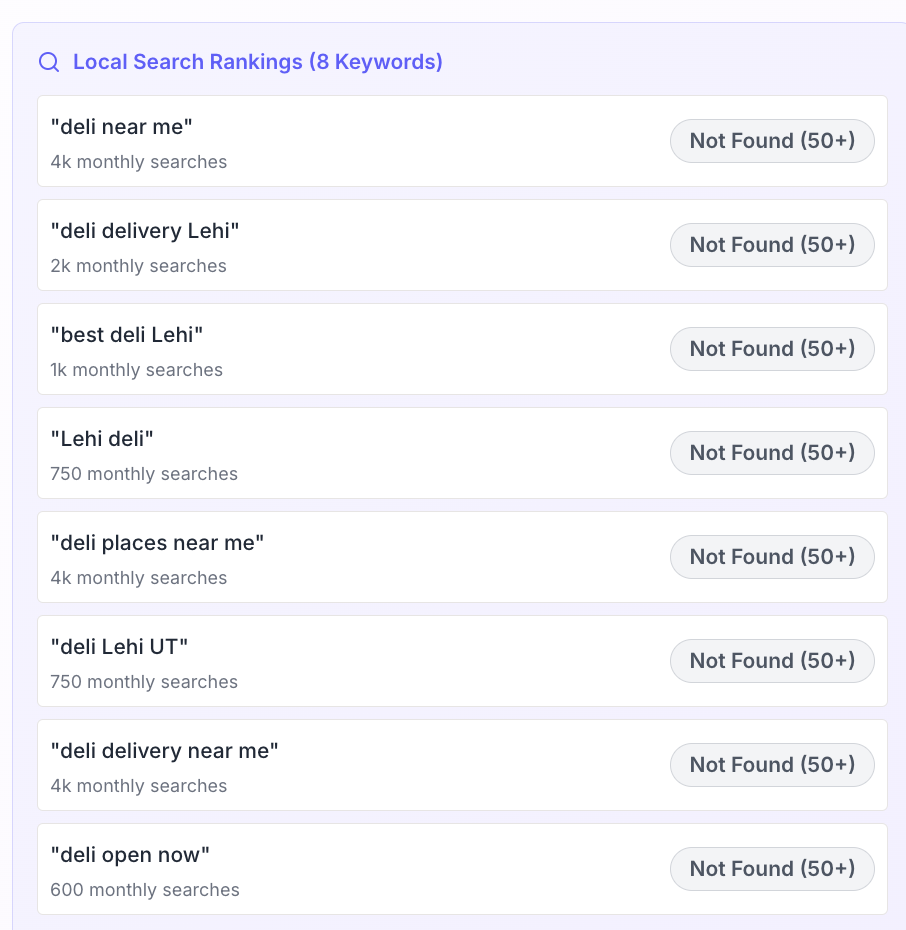 Local Search Rankings (8 Keywords)
"deli near me"
4k monthly searches
Not Found (50+)
"deli delivery Lehi"
2k monthly searches
Not Found (50+)
"best deli Lehi"
1k monthly searches
Not Found (50+)
"Lehi deli"
750 monthly searches
Not Found (50+)
"deli places near me"
4k monthly searches
Not Found (50+)
"deli Lehi UT"
750 monthly searches
Not Found (50+)
"deli delivery near me"
4k monthly searches
Not Found (50+)
"deli open now"
600 monthly searches
Not Found (50+)